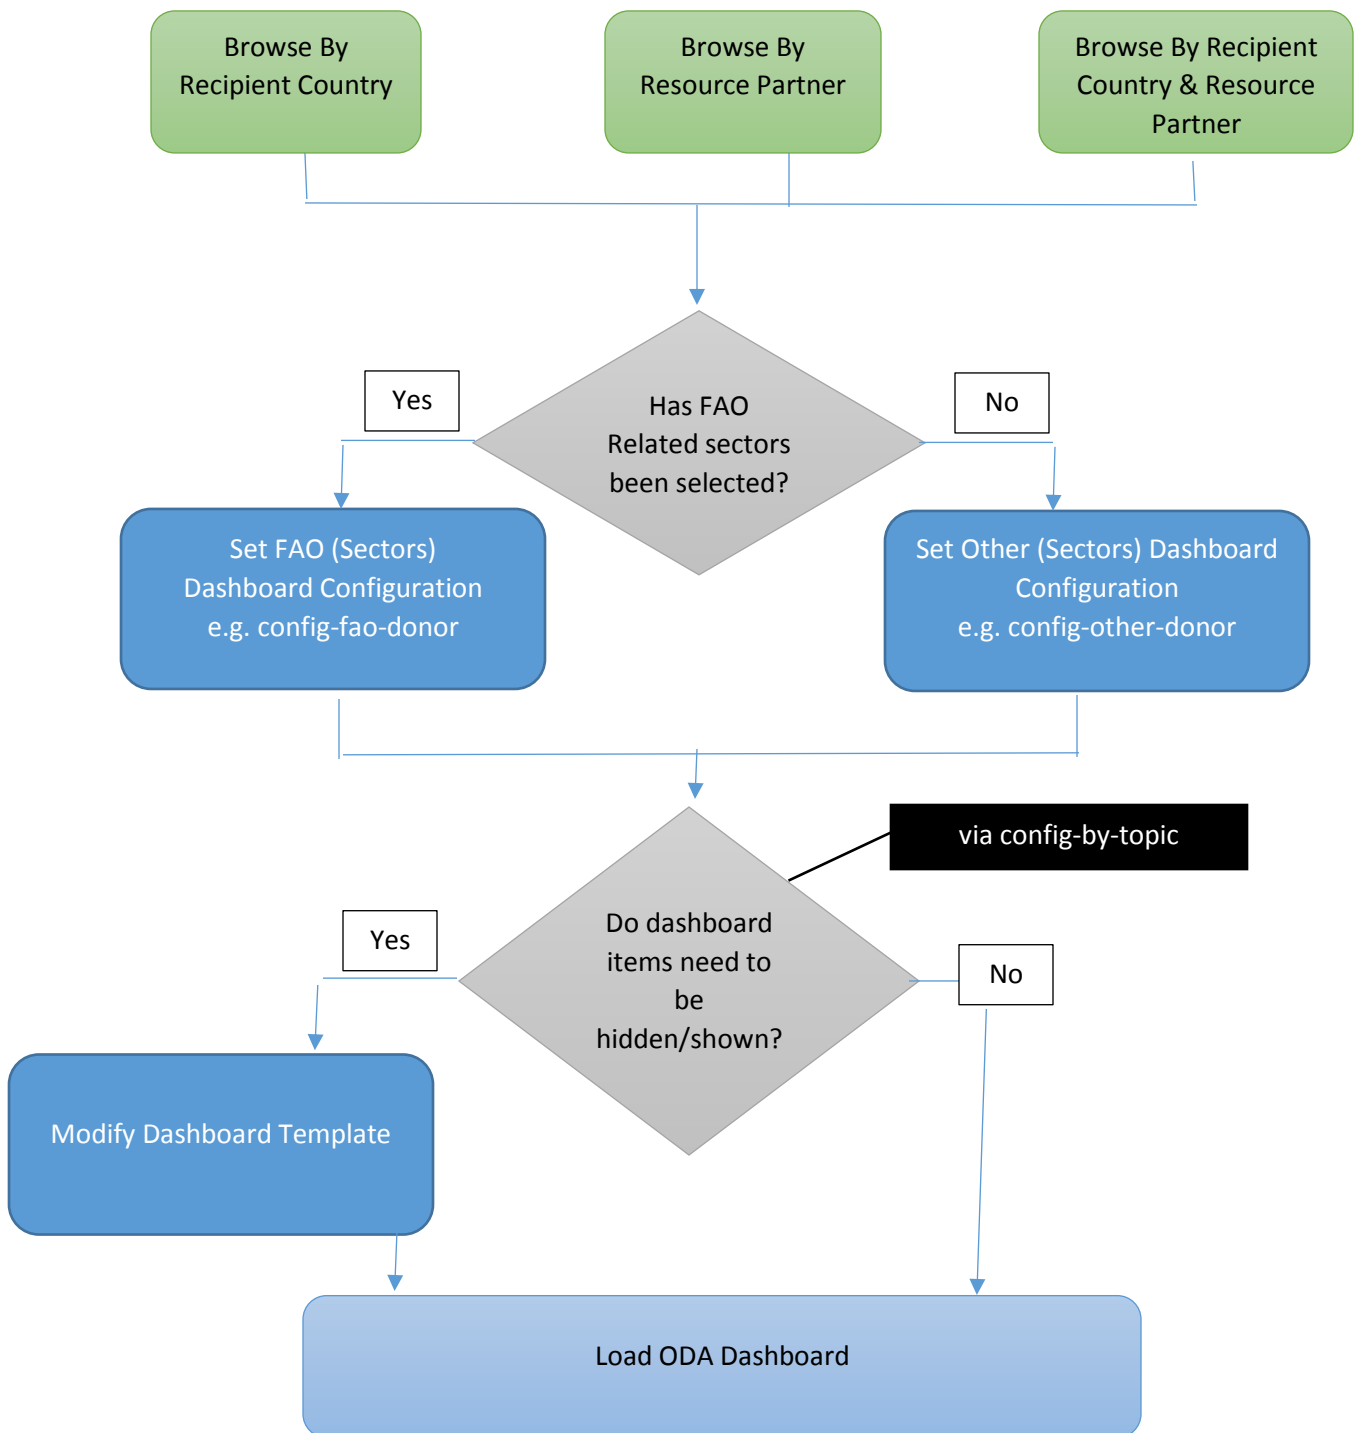 Browse By
Recipient Country
Browse By
Resource Partner
Browse By Recipient
Country & Resource
Partner
Yes
No
Has FAO
Related sectors
been selected?
Set FAO (Sectors)
Dashboard Configuration
e.g. config-fao-donor
Set Other (Sectors) Dashboard
Configuration
e.g. config-other-donor
via config-by-topic
Yes
Do dashboard
items need to
be
hidden/shown?
No
Modify Dashboard Template
Load ODA Dashboard